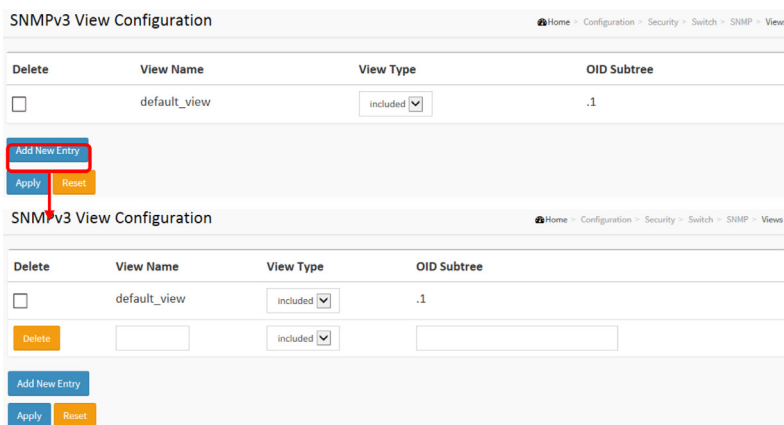 SNMPv3 View Configuration
Home > Configuration > Security > Switch > SNMP > Views
Delete View Name View Type OID Subtree
default_view included .1
Add New Entry
Apply Reset
SNMPv3 View Configuration
Home > Configuration > Security > Switch > SNMP > Views
Delete View Name View Type OID Subtree
default_view included .1
Delete included
Add New Entry
Apply Reset